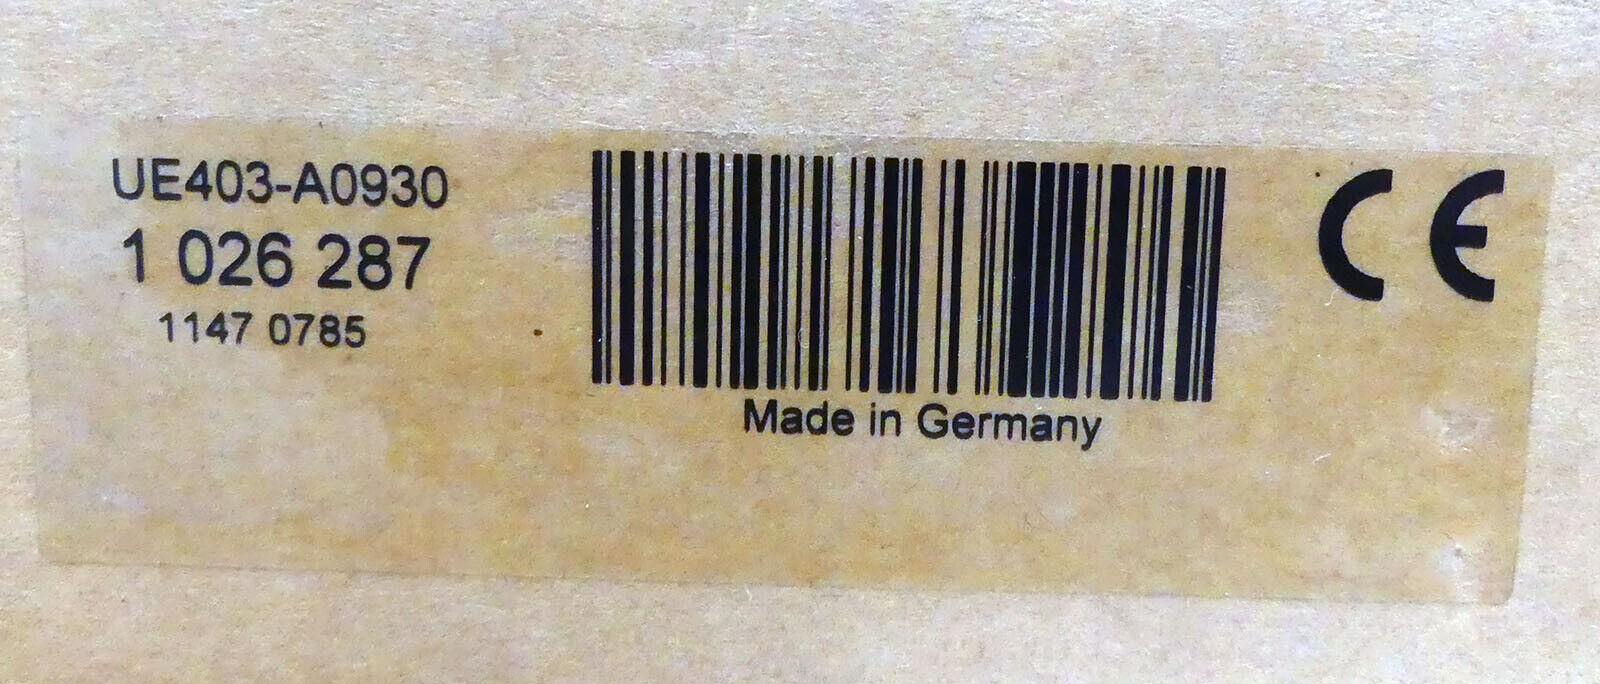 UE403-A0930
1 026 287
1147 0785
Made in Germany
CE